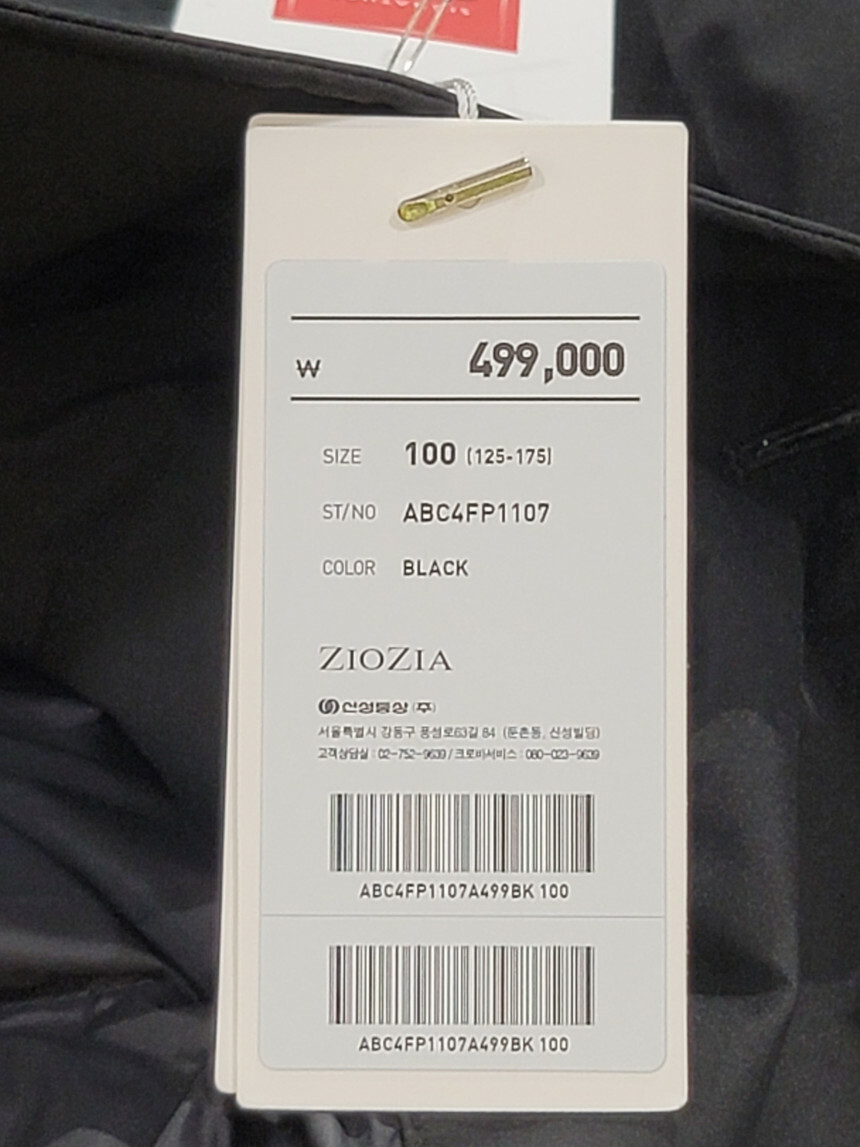 ₩ 499,000
SIZE 100 (125-175)
ST/NO ABC4FP1107
COLOR BLACK
ZIOZIA
신성통상 (주)
서울특별시 강동구 풍성로63길 84 (둔촌동, 신성빌딩)
고객상담실 : 02-752-9639 / 크로바서비스 : 080-023-9639
ABC4FP1107A499BK 100
ABC4FP1107A499BK 100